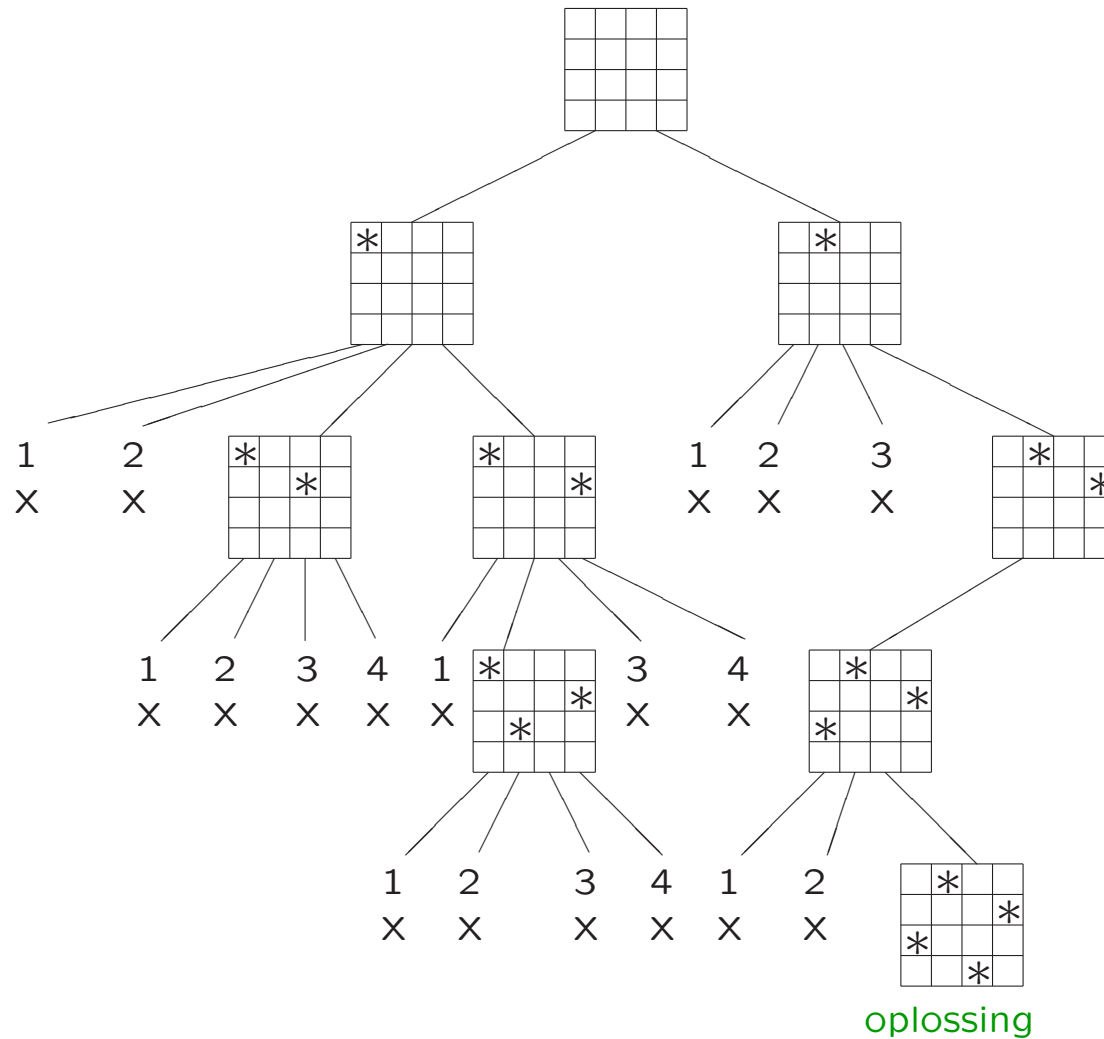 *
*
1 2 * * 1 2 3 *
X X * * X X X *
1 2 3 4 1 * 3 4 *
X X X X X * X X *
* *
1 2 3 4 1 2 *
X X X X X X *
*
*
oplossing